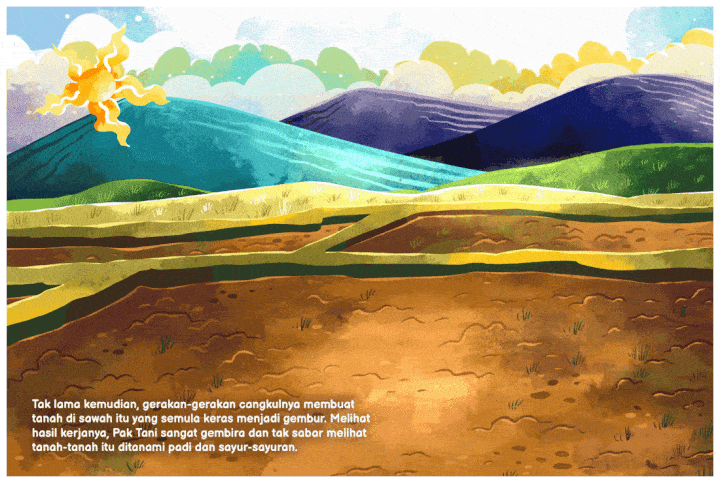 Tak lama kemudian, gerakan-gerakan cangkulnya membuat
tanah di sawah itu yang semula keras menjadi gembur. Melihat
hasil kerjanya, Pak Tani sangat gembira dan tak sabar melihat
tanah-tanah itu ditanami padi dan sayur-sayuran.